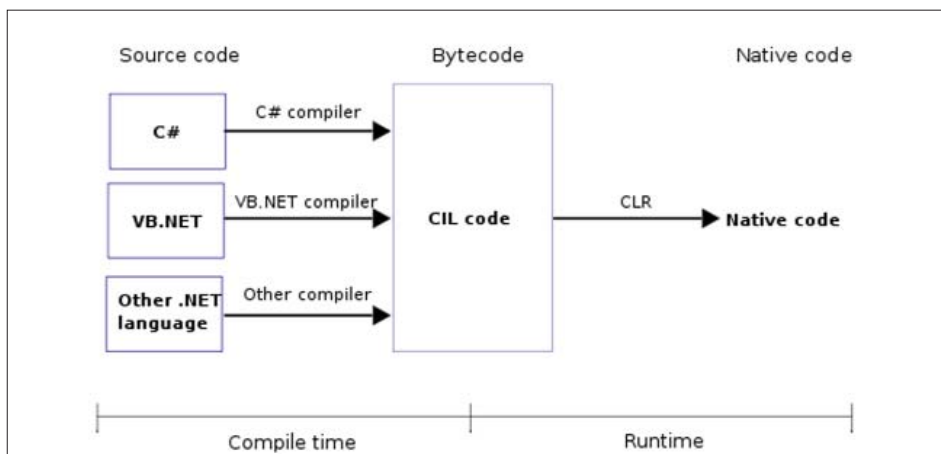 Source code
Bytecode
Native code
C#
C# compiler
VB.NET
VB.NET compiler
CIL code
CLR
Native code
Other .NET
language
Other compiler
Compile time
Runtime